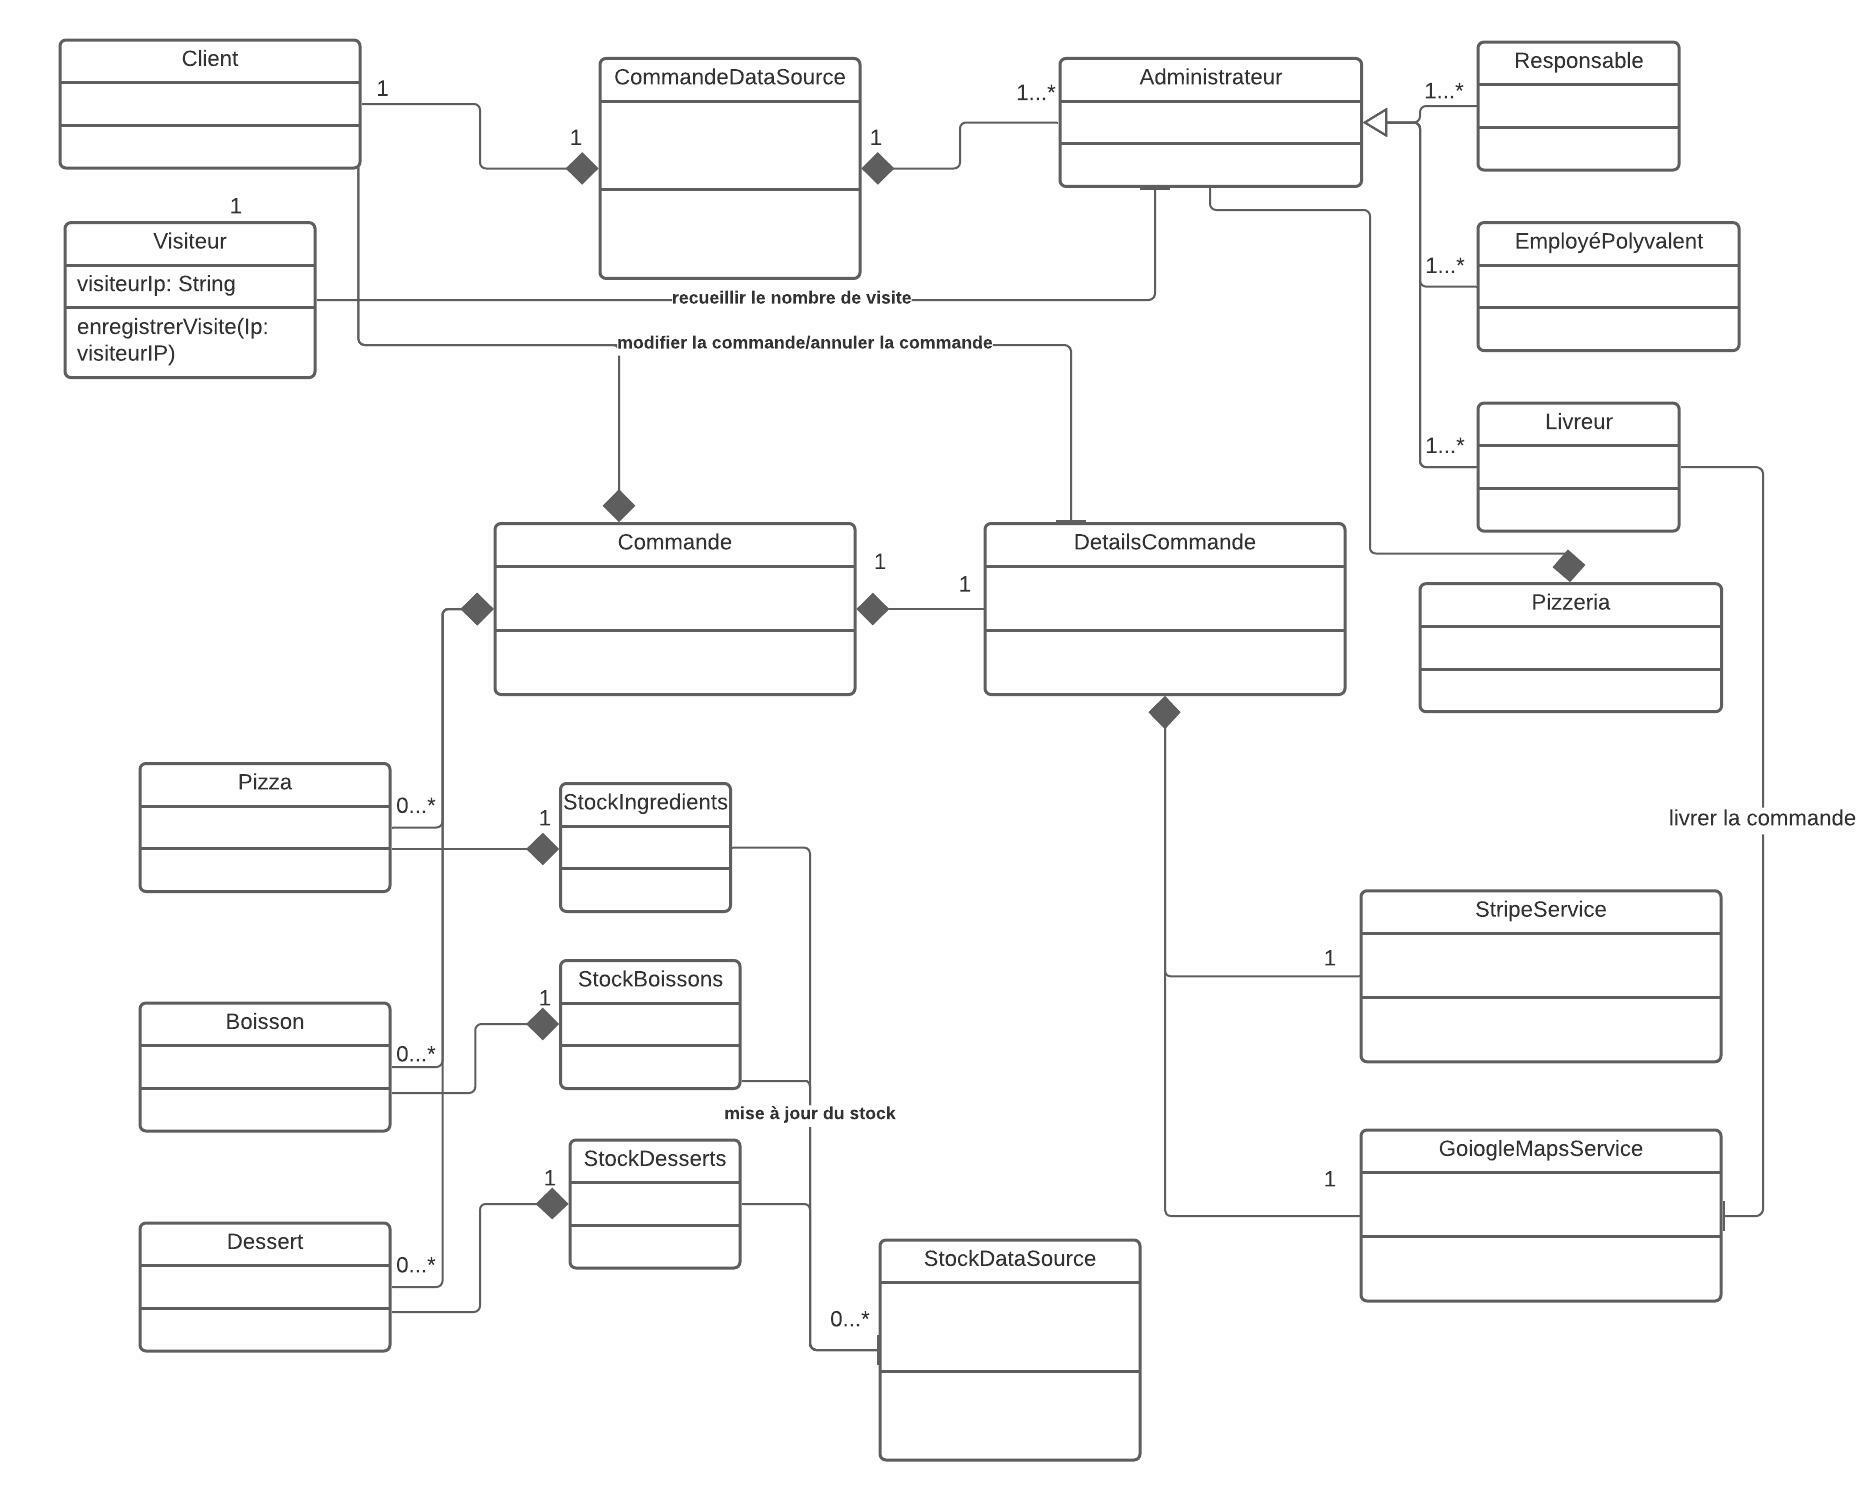 Client
1
CommandeDataSource
1
1
1...*
Administrateur
Responsable
1...*
1
Visiteur
visiteurIp: String
enregistrerVisite(Ip:
visiteurIP)
recueillir le nombre de visite
modifier la commande/annuler la commande
EmployéPolyvalent
1...*
Livreur
1...*
Commande
1
1
DetailsCommande
Pizzeria
Pizza
0...*
1
StockIngredients
livrer la commande
StripeService
1
StockBoissons
1
Boisson
0...*
mise à jour du stock
GoiogleMapsService
1
StockDesserts
1
Dessert
0...*
StockDataSource
0...*